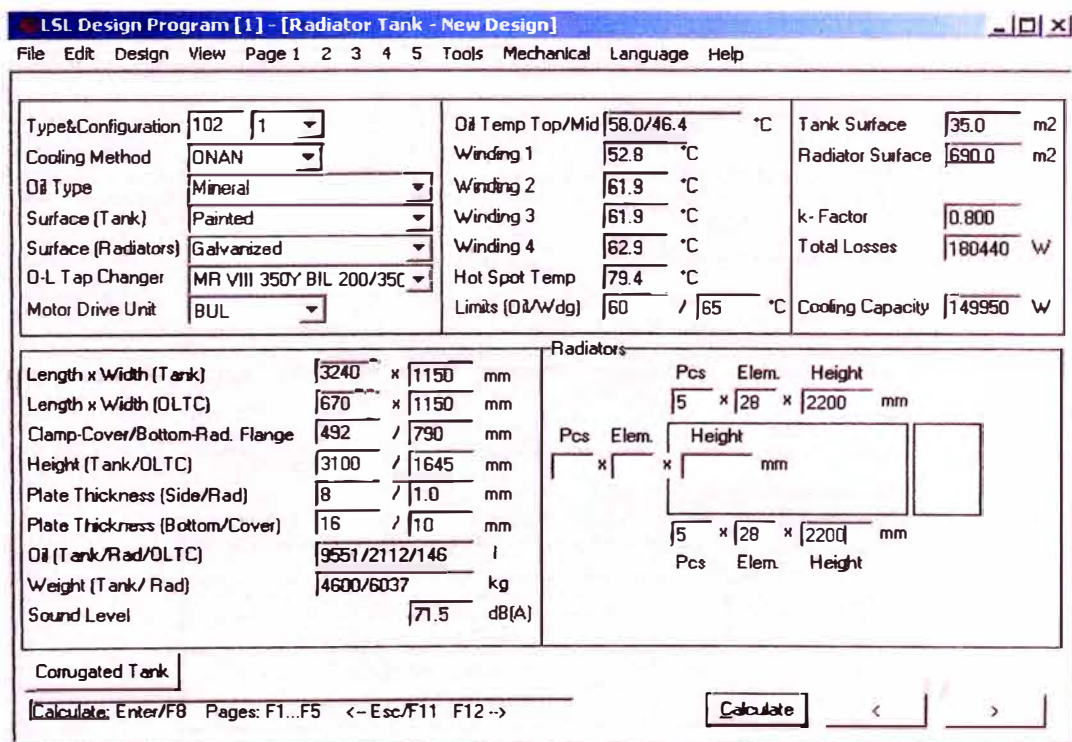 LSL Design Program [1] - [Radiator Tank - New Design]
File Edit Design View Page 1 2 3 4 5 Tools Mechanical Language Help
Type&Configuration 102 1
Cooling Method ONAN
Oil Type Mineral
Surface (Tank) Painted
Surface (Radiators) Galvanized
O-L Tap Changer MR VIII 350Y BIL 200/350
Motor Drive Unit BUL
Oil Temp Top/Mid 58.0/46.4 °C
Winding 1 52.8 °C
Winding 2 61.9 °C
Winding 3 61.9 °C
Winding 4 62.9 °C
Hot Spot Temp 79.4 °C
Limits (Oil/Wdg) 60 / 65 °C
Tank Surface 35.0 m2
Radiator Surface 690.0 m2
k- Factor 0.800
Total Losses 180440 W
Cooling Capacity 149950 W
Length x Width (Tank) 3240 x 1150 mm
Length x Width (OLTC) 670 x 1150 mm
Clamp-Cover/Bottom-Rad. Flange 492 / 790 mm
Height (Tank/OLTC) 3100 / 1645 mm
Plate Thickness (Side/Rad) 8 / 1.0 mm
Plate Thickness (Bottom/Cover) 16 / 10 mm
Oil (Tank/Rad/OLTC) 9551/2112/146 l
Weight (Tank/ Rad) 4600/6037 kg
Sound Level 71.5 dB(A)
Radiators
Pcs Elem. Height
5 x 28 x 2200 mm
Pcs Elem. Height
x x mm
5 x 28 x 2200 mm
Pcs Elem. Height
Corrugated Tank
Calculate: Enter/F8 Pages: F1...F5 <-- Esc/F11 F12 -->
Calculate < >